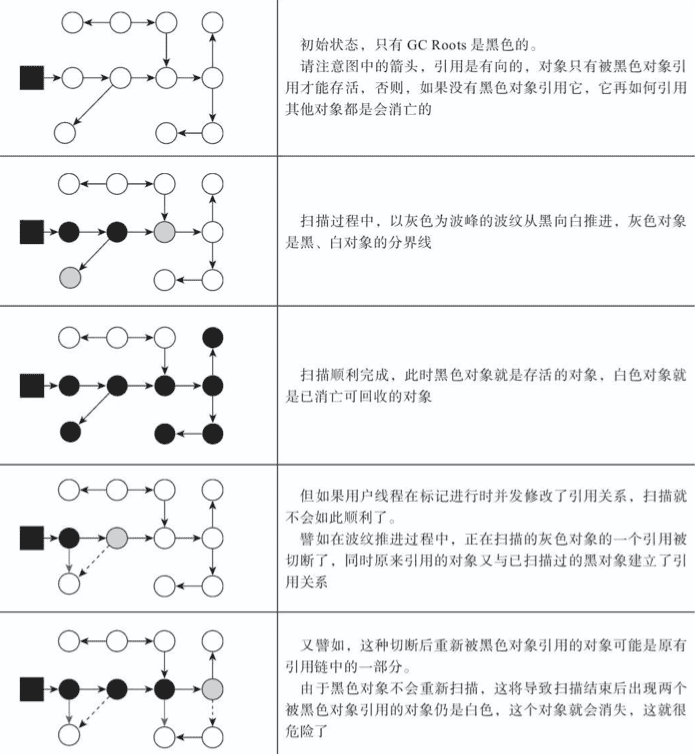 初始状态，只有 GC Roots 是黑色的。
请注意图中的箭头，引用是有向的，对象只有被黑色对象引
用才能存活，否则，如果没有黑色对象引用它，它再如何引用
其他对象都是会消亡的
扫描过程中，以灰色为波峰的波纹从黑向白推进，灰色对象
是黑、白对象的分界线
扫描顺利完成，此时黑色对象就是存活的对象，白色对象就
是已消亡可回收的对象
但如果用户线程在标记进行时并发修改了引用关系，扫描就
不会如此顺利了。
譬如在波纹推进过程中，正在扫描的灰色对象的一个引用被
切断了，同时原来引用的对象又与已扫描过的黑对象建立了引
用关系
又譬如，这种切断后重新被黑色对象引用的对象可能是原有
引用链中的一部分。
由于黑色对象不会重新扫描，这将导致扫描结束后出现两个
被黑色对象引用的对象仍是白色，这个对象就会消失，这就很
危险了